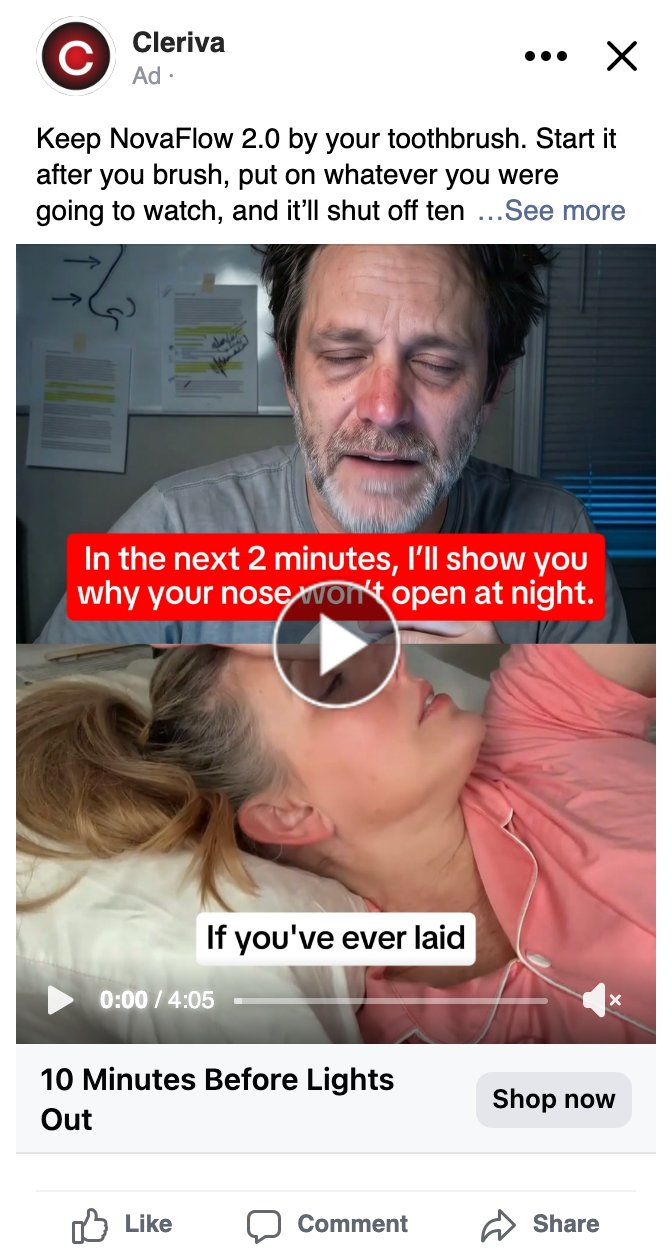 C
Cleriva
Ad ·
Keep NovaFlow 2.0 by your toothbrush. Start it
after you brush, put on whatever you were
going to watch, and it’ll shut off ten ...See more
In the next 2 minutes, I’ll show you
why your nose won’t open at night.
If you've ever laid
0:00 / 4:05
10 Minutes Before Lights
Out
Shop now
Like
Comment
Share